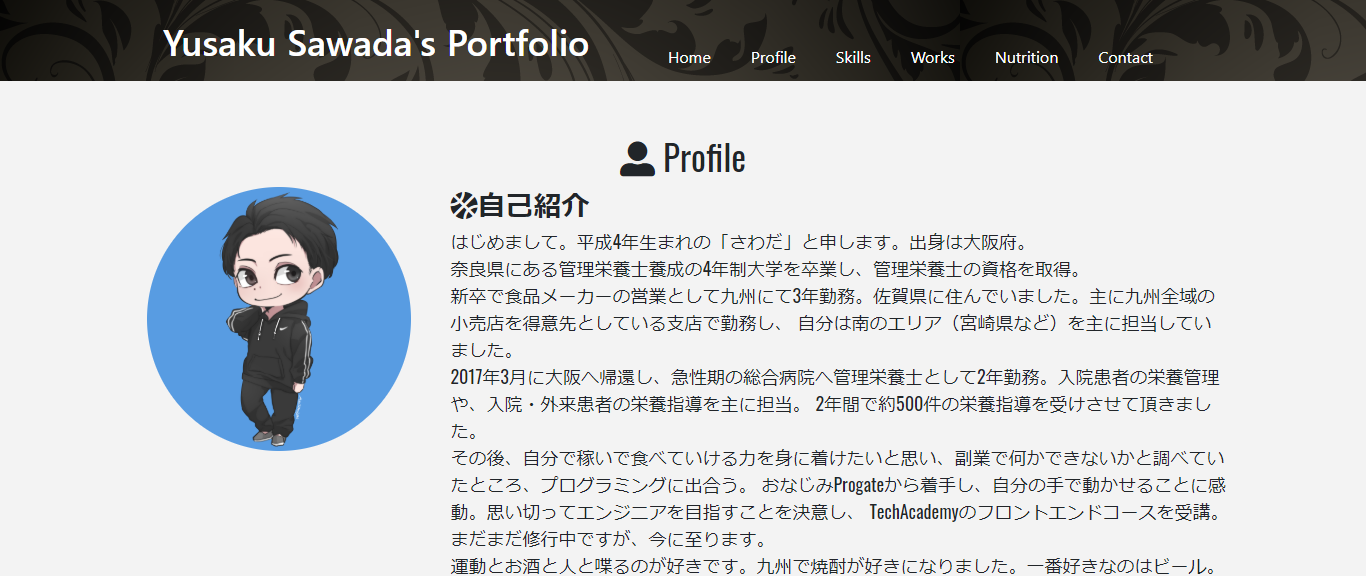 Yusaku Sawada's Portfolio
Home Profile Skills Works Nutrition Contact
Profile
自己紹介
はじめまして。平成4年生まれの「さわだ」と申します。出身は大阪府。
奈良県にある管理栄養士養成の4年制大学を卒業し、管理栄養士の資格を取得。
新卒で食品メーカーの営業として九州にて3年勤務。佐賀県に住んでいました。主に九州全域の
小売店を得意先としている支店で勤務し、 自分は南のエリア（宮崎県など）を主に担当してい
ました。
2017年3月に大阪へ帰還し、急性期の総合病院へ管理栄養士として2年勤務。入院患者の栄養管理
や、入院・外来患者の栄養指導を主に担当。 2年間で約500件の栄養指導を受けさせて頂きまし
た。
その後、自分で稼いで食べていける力を身に着けたいと思い、副業で何かできないかと調べてい
たところ、プログラミングに出合う。 おなじみProgateから着手し、自分の手で動かせることに感
動。思い切ってエンジニアを目指すことを決意し、 TechAcademyのフロントエンドコースを受講。
まだまだ修行中ですが、今に至ります。
運動とお酒と人と喋るのが好きです。九州で焼酎が好きになりました。一番好きなのはビール。